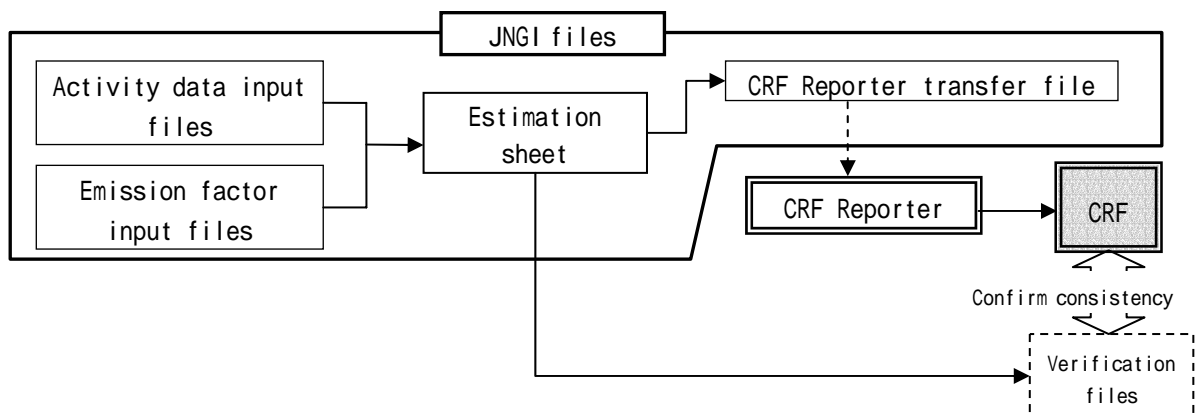 JNGI files
Activity data input
files
Emission factor
input files
Estimation
sheet
CRF Reporter transfer file
CRF Reporter
CRF
Confirm consistency
Verification
files